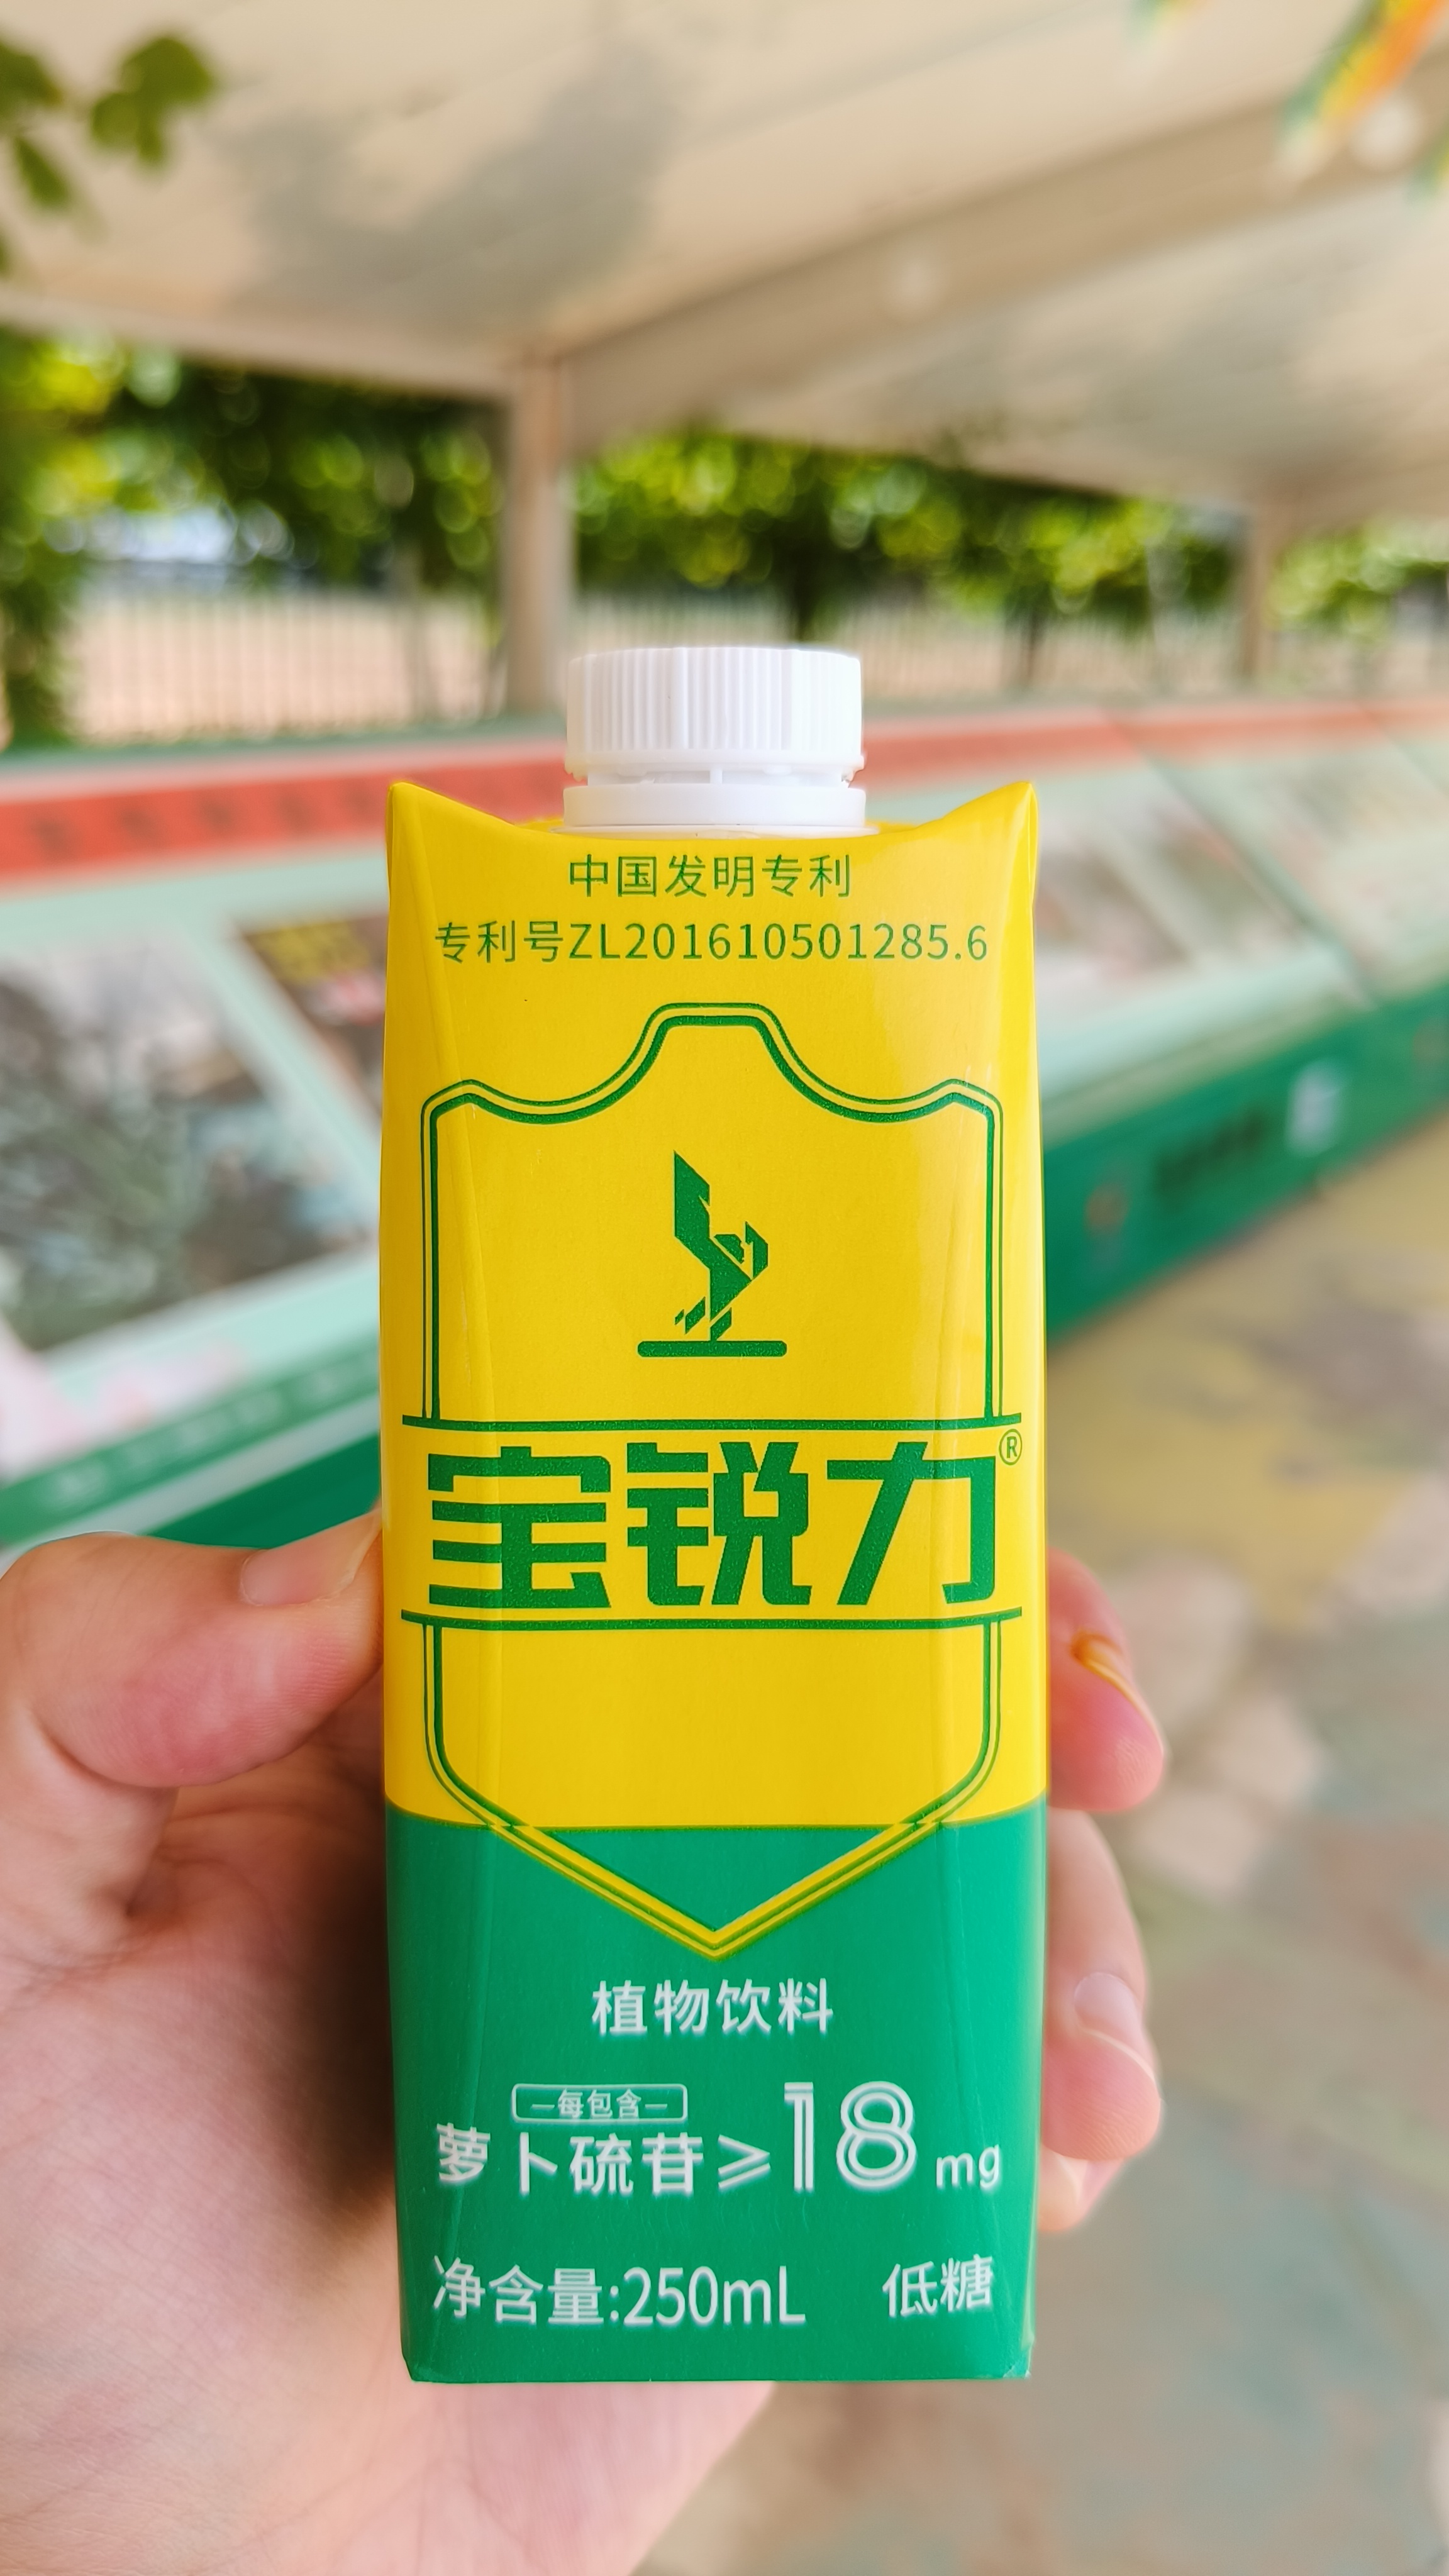 中国发明专利
专利号ZL201610501285.6
宝锐力®
植物饮料
—每包含—
萝卜硫苷≥18mg
净含量:250mL 低糖